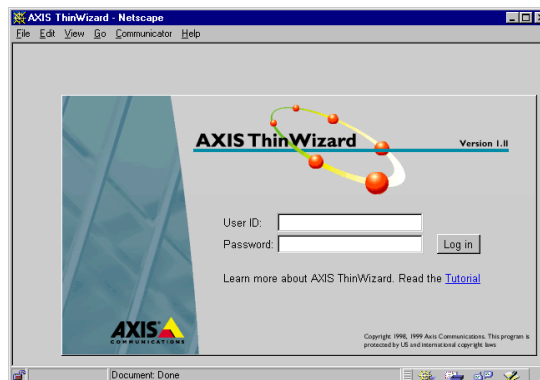 AXIS ThinWizard - Netscape
File Edit View Go Communicator Help
AXIS ThinWizard
Version 1.11
User ID:
Password:
Log in
Learn more about AXIS ThinWizard. Read the Tutorial
AXIS
COMMUNICATIONS
Copyright 1998, 1999 Axis Communications. This program is
protected by US and international copyright laws
Document: Done